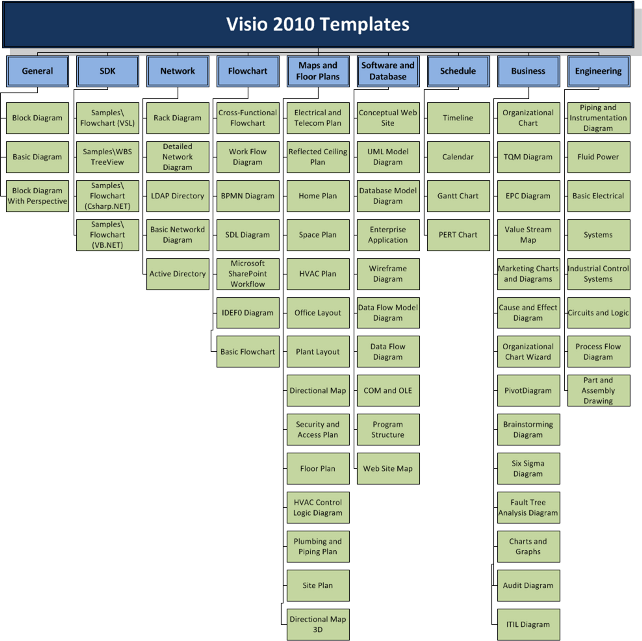 Visio 2010 Templates
General
Block Diagram
Basic Diagram
Block Diagram
With Perspective
SDK
Samples\
Flowchart (VSL)
Samples\WBS
TreeView
Samples\
Flowchart
(Csharp.NET)
Samples\
Flowchart
(VB.NET)
Network
Rack Diagram
Detailed
Network
Diagram
LDAP Directory
Basic Networkd
Diagram
Active Directory
Flowchart
Cross-Functional
Flowchart
Work Flow
Diagram
BPMN Diagram
SDL Diagram
Microsoft
SharePoint
Workflow
IDEF0 Diagram
Basic Flowchart
Maps and
Floor Plans
Electrical and
Telecom Plan
Reflected Ceiling
Plan
Home Plan
Space Plan
HVAC Plan
Office Layout
Plant Layout
Directional Map
Security and
Access Plan
Floor Plan
HVAC Control
Logic Diagram
Plumbing and
Piping Plan
Site Plan
Directional Map
3D
Software and
Database
Conceptual Web
Site
UML Model
Diagram
Database Model
Diagram
Enterprise
Application
Wireframe
Diagram
Data Flow Model
Diagram
Data Flow
Diagram
COM and OLE
Program
Structure
Web Site Map
Schedule
Timeline
Calendar
Gantt Chart
PERT Chart
Business
Organizational
Chart
TQM Diagram
EPC Diagram
Value Stream
Map
Marketing Charts
and Diagrams
Cause and Effect
Diagram
Organizational
Chart Wizard
PivotDiagram
Brainstorming
Diagram
Six Sigma
Diagram
Fault Tree
Analysis Diagram
Charts and
Graphs
Audit Diagram
ITIL Diagram
Engineering
Piping and
Instrumentation
Diagram
Fluid Power
Basic Electrical
Systems
Industrial Control
Systems
Circuits and Logic
Process Flow
Diagram
Part and
Assembly
Drawing